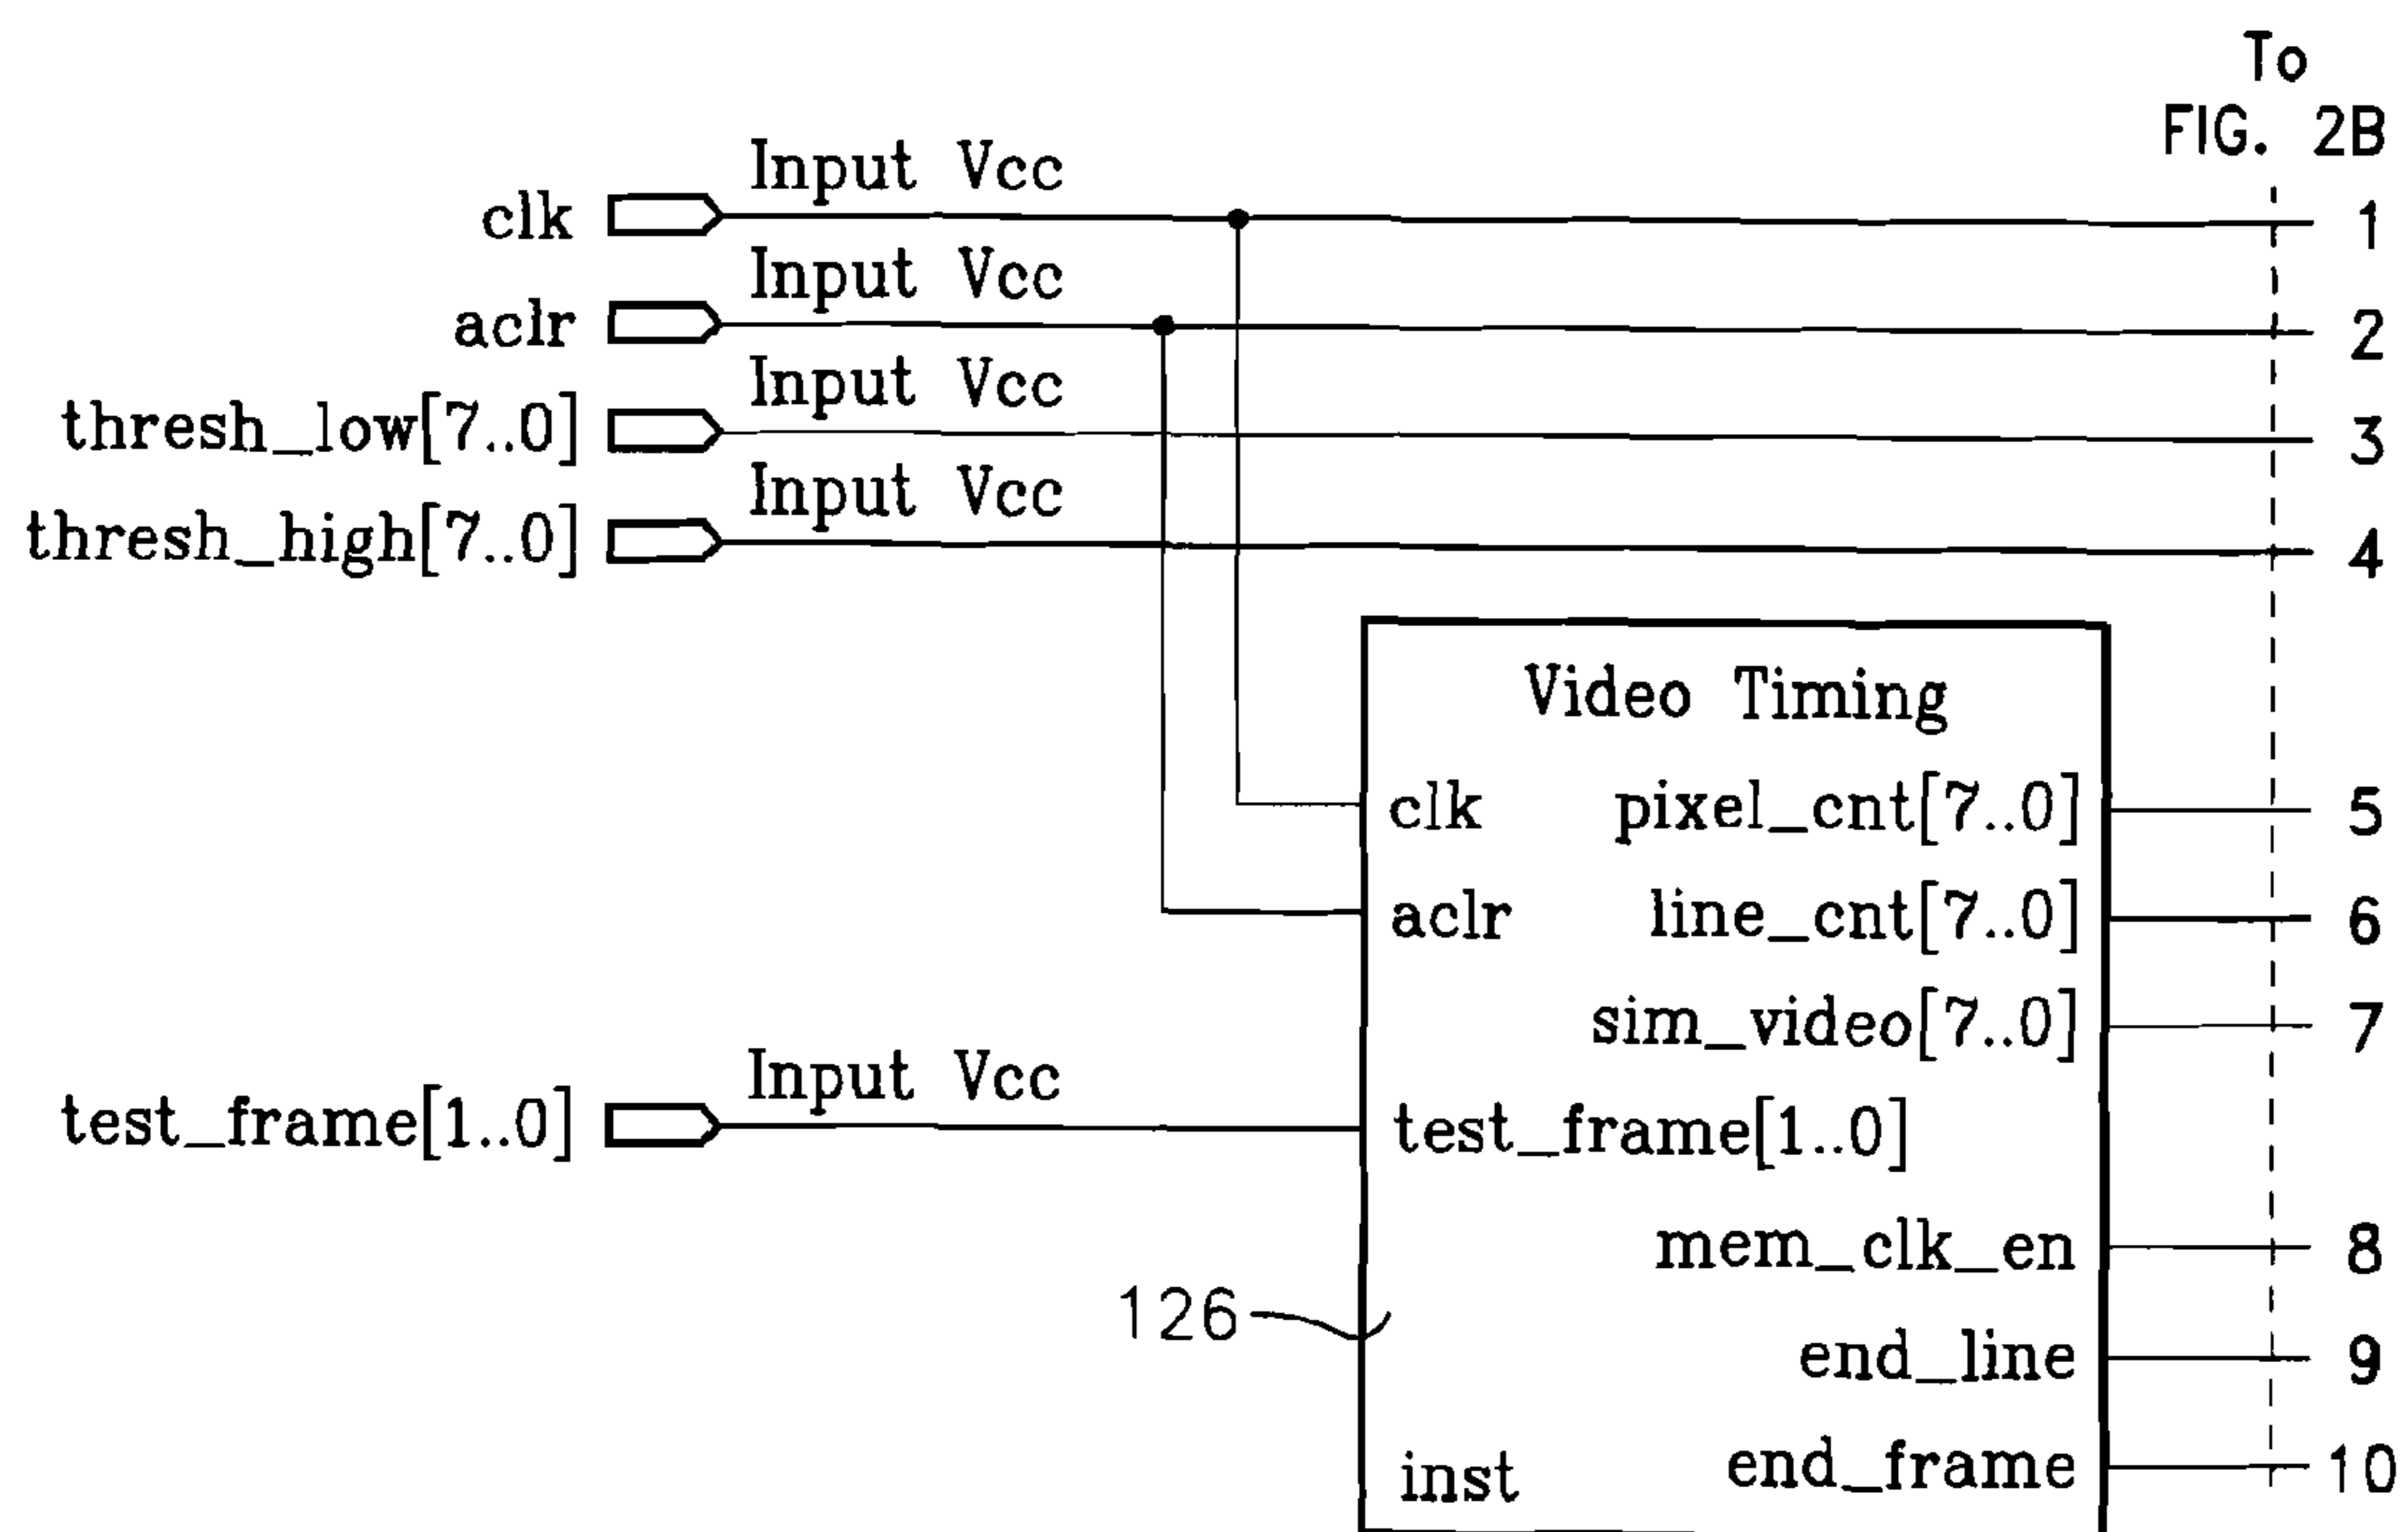 To
FIG. 2B
Input Vcc
clk
1
Input Vcc
aclr
2
Input Vcc
thresh_low[7..0]
3
Input Vcc
thresh_high[7..0]
4
Video Timing
clk pixel_cnt[7..0]
5
aclr line_cnt[7..0]
6
sim_video[7..0]
7
Input Vcc
test_frame[1..0]
test_frame[1..0]
mem_clk_en
8
126
end_line
9
inst end_frame
10